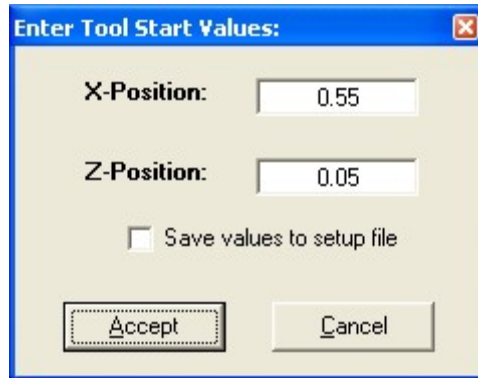 Enter Tool Start Values:
X-Position: 0.55
Z-Position: 0.05
Save values to setup file
Accept Cancel